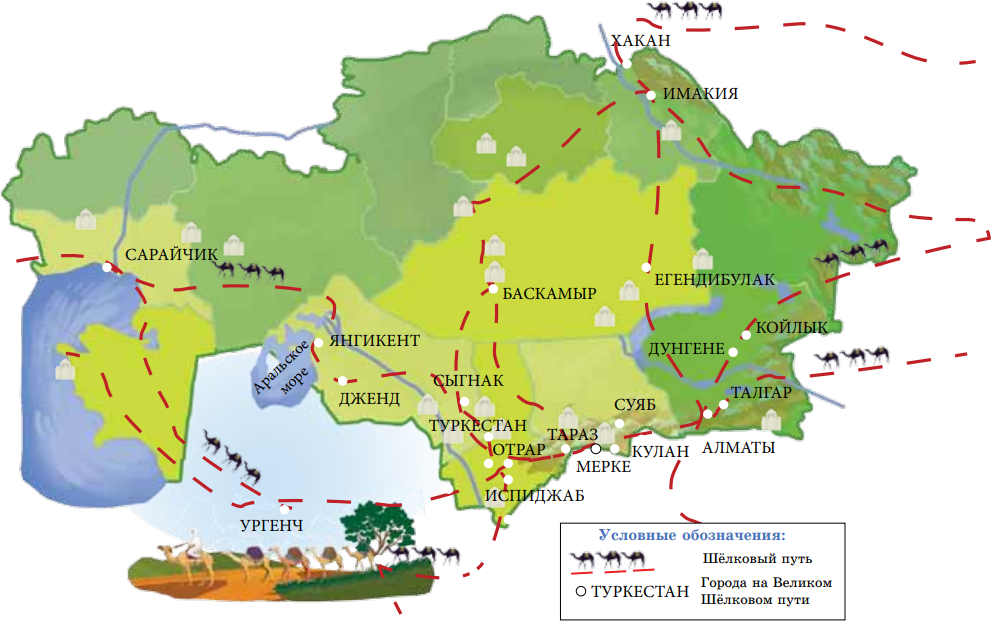 ХАКАН
ИМАКИЯ
САРАЙЧИК
ЕГЕНДИБУЛАК
БАСКАМЫР
КОЙЛЫК
ЯНГИКЕНТ
ДУНГЕНЕ
Аральское
море
СЫГНАК
ДЖЕНД
ТАЛГАР
СУЯБ
ТУРКЕСТАН
ТАРАЗ
ОТРАР
КУЛАН
АЛМАТЫ
МЕРКЕ
ИСПИДЖАБ
УРГЕНЧ
Условные обозначения:
Шёлковый путь
ТУРКЕСТАН
Города на Великом
Шёлковом пути